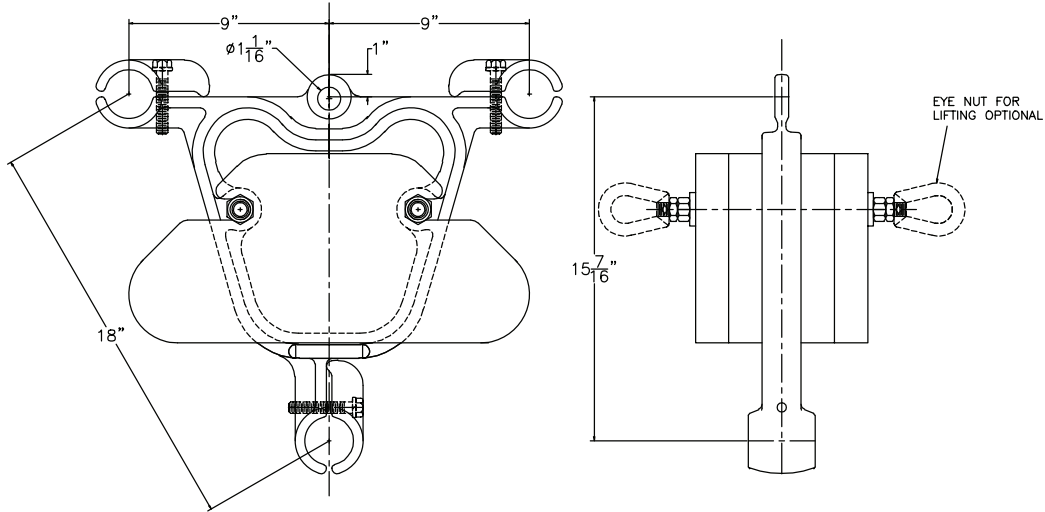 9"
9"
ø1 1/16"
1"
EYE NUT FOR
LIFTING OPTIONAL
15 7/16"
18"